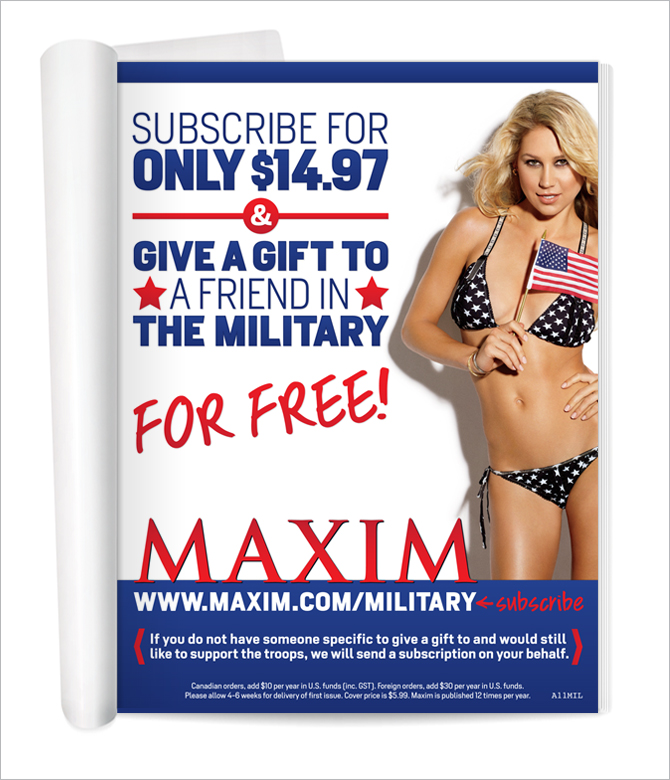 SUBSCRIBE FOR
ONLY $14.97
&
GIVE A GIFT TO
A FRIEND IN
THE MILITARY
FOR FREE!
MAXIM
WWW.MAXIM.COM/MILITARY subscribe
If you do not have someone specific to give a gift to and would still
like to support the troops, we will send a subscription on your behalf.
Canadian orders, add $10 per year in U.S. funds (inc. GST). Foreign orders, add $30 per year in U.S. funds.
Please allow 4-6 weeks for delivery of first issue. Cover price is $5.99. Maxim is published 12 times per year.
A11MIL